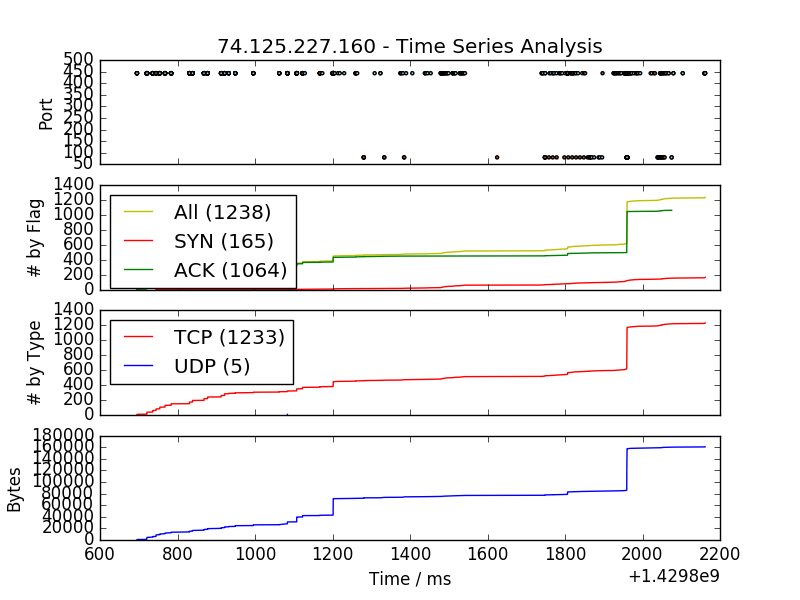 74.125.227.160 - Time Series Analysis
500
450
400
350
300
250
200
150
100
50
Port
1400
1200
1000
800
600
400
200
0
# by Flag
All (1238)
SYN (165)
ACK (1064)
1400
1200
1000
800
600
400
200
0
# by Type
TCP (1233)
UDP (5)
180000
160000
140000
120000
100000
80000
60000
40000
20000
0
Bytes
600 800 1000 1200 1400 1600 1800 2000 2200
Time / ms
+1.4298e9